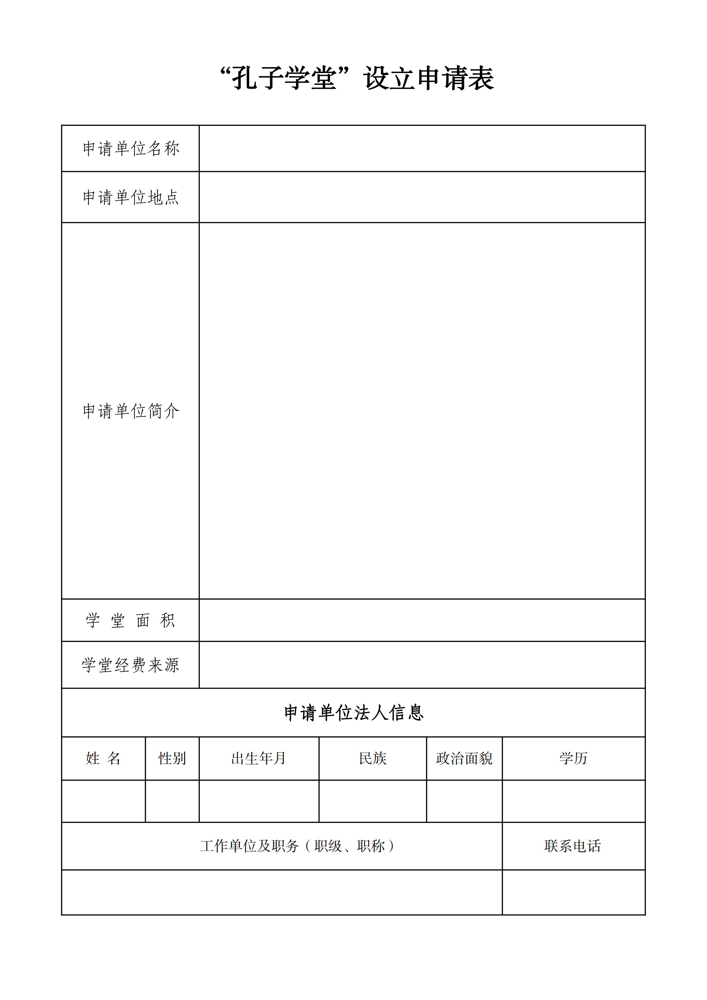 “孔子学堂”设立申请表
申请单位名称
申请单位地点
申请单位简介
学 堂 面 积
学堂经费来源
申请单位法人信息
姓 名 性别 出生年月 民族 政治面貌 学历
工作单位及职务（职级、职称） 联系电话